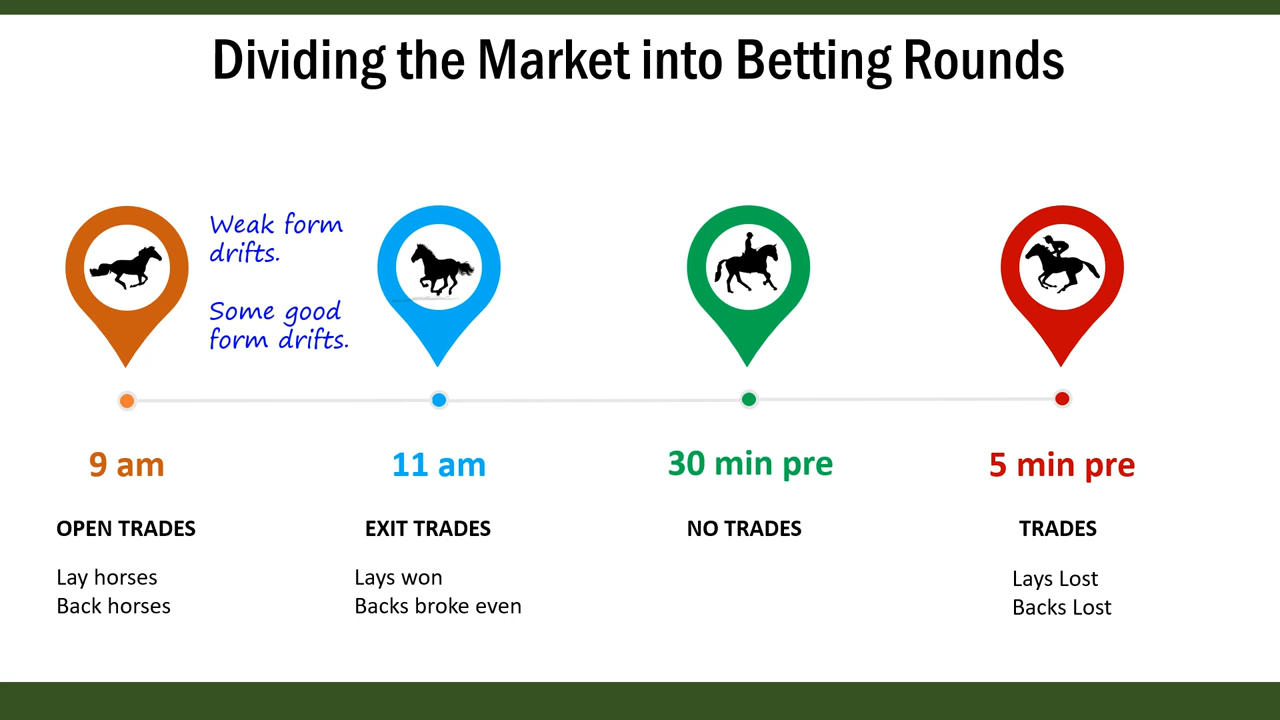 Dividing the Market into Betting Rounds
Weak form
drifts.
Some good
form drifts.
9 am
11 am
30 min pre
5 min pre
OPEN TRADES
EXIT TRADES
NO TRADES
TRADES
Lay horses
Back horses
Lays won
Backs broke even
Lays Lost
Backs Lost